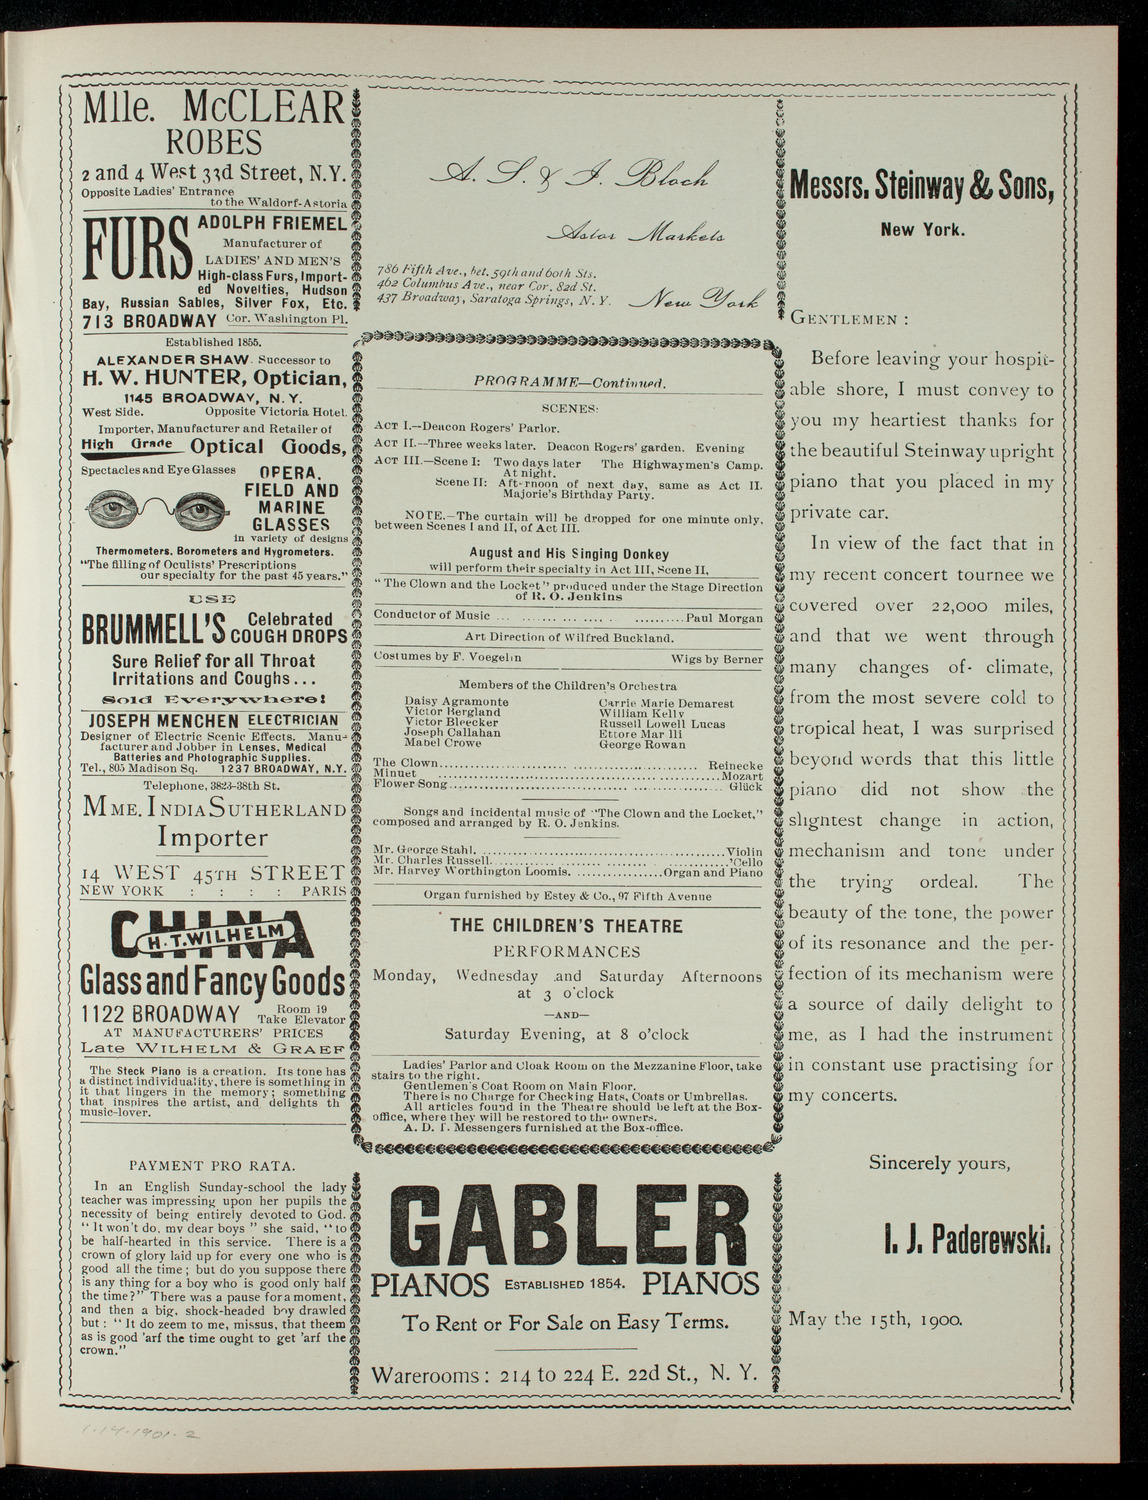 Mlle. McCLEAR
ROBES
2 and 4 West 33d Street, N.Y.
Opposite Ladies' Entrance
to the Waldorf-Astoria
FURS
ADOLPH FRIEMEL
Manufacturer of
LADIES' AND MEN'S
High-class Furs, Import-
ed Novelties, Hudson
Bay, Russian Sables, Silver Fox, Etc.
713 BROADWAY Cor. Washington Pl.
Established 1855.
ALEXANDER SHAW Successor to
H. W. HUNTER, Optician,
1145 BROADWAY, N. Y.
West Side. Opposite Victoria Hotel.
Importer, Manufacturer and Retailer of
High Grade Optical Goods,
Spectacles and Eye Glasses
OPERA,
FIELD AND
MARINE
GLASSES
in variety of designs
Thermometers, Borometers and Hygrometers.
"The filling of Oculists' Prescriptions
our specialty for the past 45 years."
USE
BRUMMELL'S Celebrated
COUGH DROPS
Sure Relief for all Throat
Irritations and Coughs...
Sold Everywhere!
JOSEPH MENCHEN ELECTRICIAN
Designer of Electric Scenic Effects. Manu-
facturer and Jobber in Lenses, Medical
Batteries and Photographic Supplies.
Tel., 805 Madison Sq. 1237 BROADWAY, N.Y.
Telephone, 3823-38th St.
MME. INDIA SUTHERLAND
Importer
14 WEST 45TH STREET
NEW YORK : : : : PARIS
CHINA
H. T. WILHELM
Glass and Fancy Goods
1122 BROADWAY Room 19
Take Elevator
AT MANUFACTURERS' PRICES
Late WILHELM & GRAEF
The Steck Piano is a creation. Its tone has
a distinct individuality, there is something in
it that lingers in the memory; something
that inspires the artist, and delights th
music-lover.
PAYMENT PRO RATA.
In an English Sunday-school the lady
teacher was impressing upon her pupils the
necessity of being entirely devoted to God.
"It won't do, my dear boys" she said, "to
be half-hearted in this service. There is a
crown of glory laid up for every one who is
good all the time; but do you suppose there
is any thing for a boy who is good only half
the time?" There was a pause for a moment,
and then a big, shock-headed boy drawled
but: "It do zeem to me, missus, that theem
as is good 'arf the time ought to get 'arf the
crown."
A. S. & I. Bloch
Astor Markets
786 Fifth Ave., bet. 59th and 60th Sts.
462 Columbus Ave., near Cor. 82d St.
437 Broadway, Saratoga Springs, N. Y.
New York
PROGRAMME—Continued.
SCENES:
ACT I.—Deacon Rogers' Parlor.
ACT II.—Three weeks later. Deacon Rogers' garden. Evening
ACT III.—Scene I: Two days later The Highwaymen's Camp.
At night.
Scene II: Afternoon of next day, same as Act II.
Majorie's Birthday Party.
NOTE.—The curtain will be dropped for one minute only,
between Scenes I and II, of Act III.
August and His Singing Donkey
will perform their specialty in Act III, Scene II,
"The Clown and the Locket" produced under the Stage Direction
of R. O. Jenkins
Conductor of Music ... ...... ... .... . ..........Paul Morgan
Art Direction of Wilfred Buckland.
Costumes by F. Voegelin Wigs by Berner
Members of the Children's Orchestra
Daisy Agramonte Carrie Marie Demarest
Victor Bergland William Kelly
Victor Bleecker Russell Lowell Lucas
Joseph Callahan Ettore Mar lli
Mabel Crowe George Rowan
The Clown.................................................. Reinecke
Minuet ..................................................Mozart
Flower Song.................................................. Glück
Songs and incidental music of "The Clown and the Locket,"
composed and arranged by R. O. Jenkins.
Mr. George Stahl. ..................................................Violin
Mr. Charles Russell..................................................'Cello
Mr. Harvey Worthington Loomis. .................Organ and Piano
Organ furnished by Estey & Co., 97 Fifth Avenue
THE CHILDREN'S THEATRE
PERFORMANCES
Monday, Wednesday and Saturday Afternoons
at 3 o'clock
—AND—
Saturday Evening, at 8 o'clock
Ladies' Parlor and Cloak Room on the Mezzanine Floor, take
stairs to the right.
Gentlemen's Coat Room on Main Floor.
There is no Charge for Checking Hats, Coats or Umbrellas.
All articles found in the Theatre should be left at the Box-
office, where they will be restored to the owners.
A. D. T. Messengers furnished at the Box-office.
GABLER
PIANOS ESTABLISHED 1854. PIANOS
To Rent or For Sale on Easy Terms.
Warerooms: 214 to 224 E. 22d St., N. Y.
Messrs. Steinway & Sons,
New York.
GENTLEMEN:
Before leaving your hospit-
able shore, I must convey to
you my heartiest thanks for
the beautiful Steinway upright
piano that you placed in my
private car.
In view of the fact that in
my recent concert tournee we
covered over 22,000 miles,
and that we went through
many changes of climate,
from the most severe cold to
tropical heat, I was surprised
beyond words that this little
piano did not show the
slightest change in action,
mechanism and tone under
the trying ordeal. The
beauty of the tone, the power
of its resonance and the per-
fection of its mechanism were
a source of daily delight to
me, as I had the instrument
in constant use practising for
my concerts.
Sincerely yours,
I. J. Paderewski.
May the 15th, 1900.
1-14-1901-2